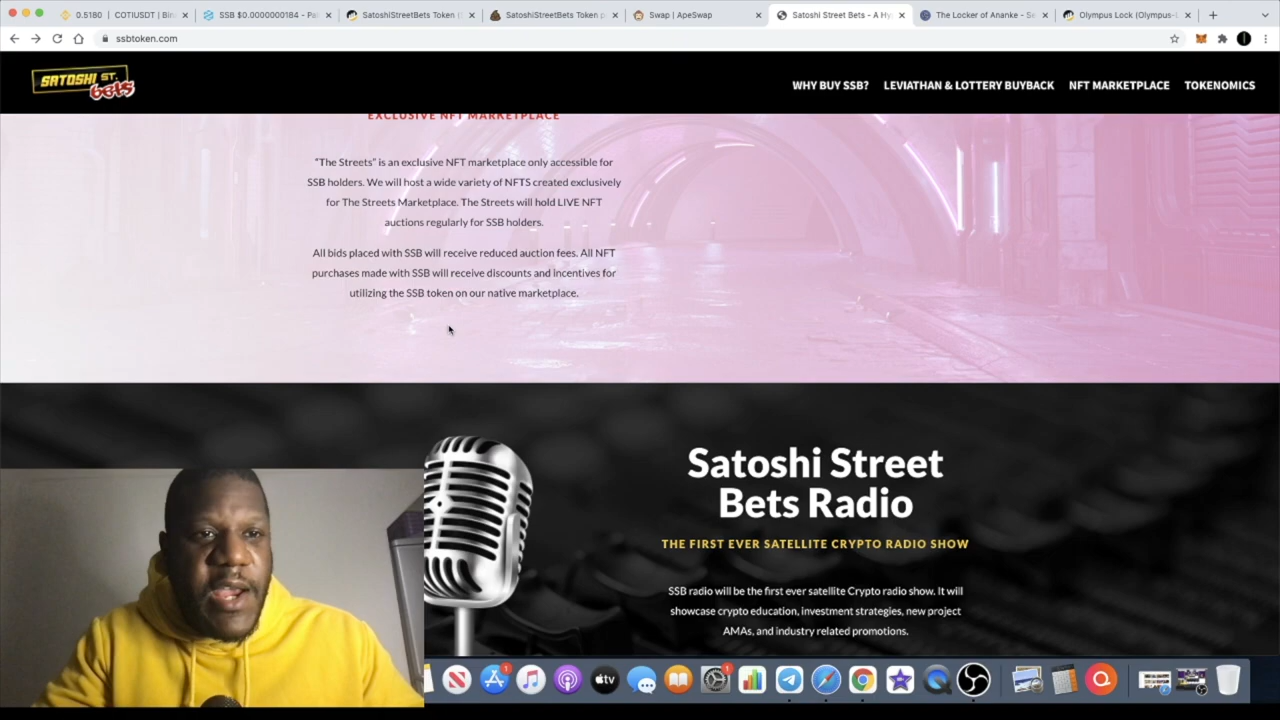 0.5180 | COTIUSDT | Bin
SSB $0.0000000184 - Pa
SatoshiStreetBets Token (
SatoshiStreetBets Token p
Swap | ApeSwap
Satoshi Street Bets - A Hy
The Locker of Ananke - Se
Olympus Lock (Olympus-L
ssbtoken.com
SATOSHI ST.
bets
WHY BUY SSB?
LEVIATHAN & LOTTERY BUYBACK
NFT MARKETPLACE
TOKENOMICS
EXCLUSIVE NFT MARKETPLACE
“The Streets” is an exclusive NFT marketplace only accessible for
SSB holders. We will host a wide variety of NFTS created exclusively
for The Streets Marketplace. The Streets will hold LIVE NFT
auctions regularly for SSB holders.
All bids placed with SSB will receive reduced auction fees. All NFT
purchases made with SSB will receive discounts and incentives for
utilizing the SSB token on our native marketplace.
Satoshi Street
Bets Radio
THE FIRST EVER SATELLITE CRYPTO RADIO SHOW
SSB radio will be the first ever satellite Crypto radio show. It will
showcase crypto education, investment strategies, new project
AMAs, and industry related promotions.
1
tv
1